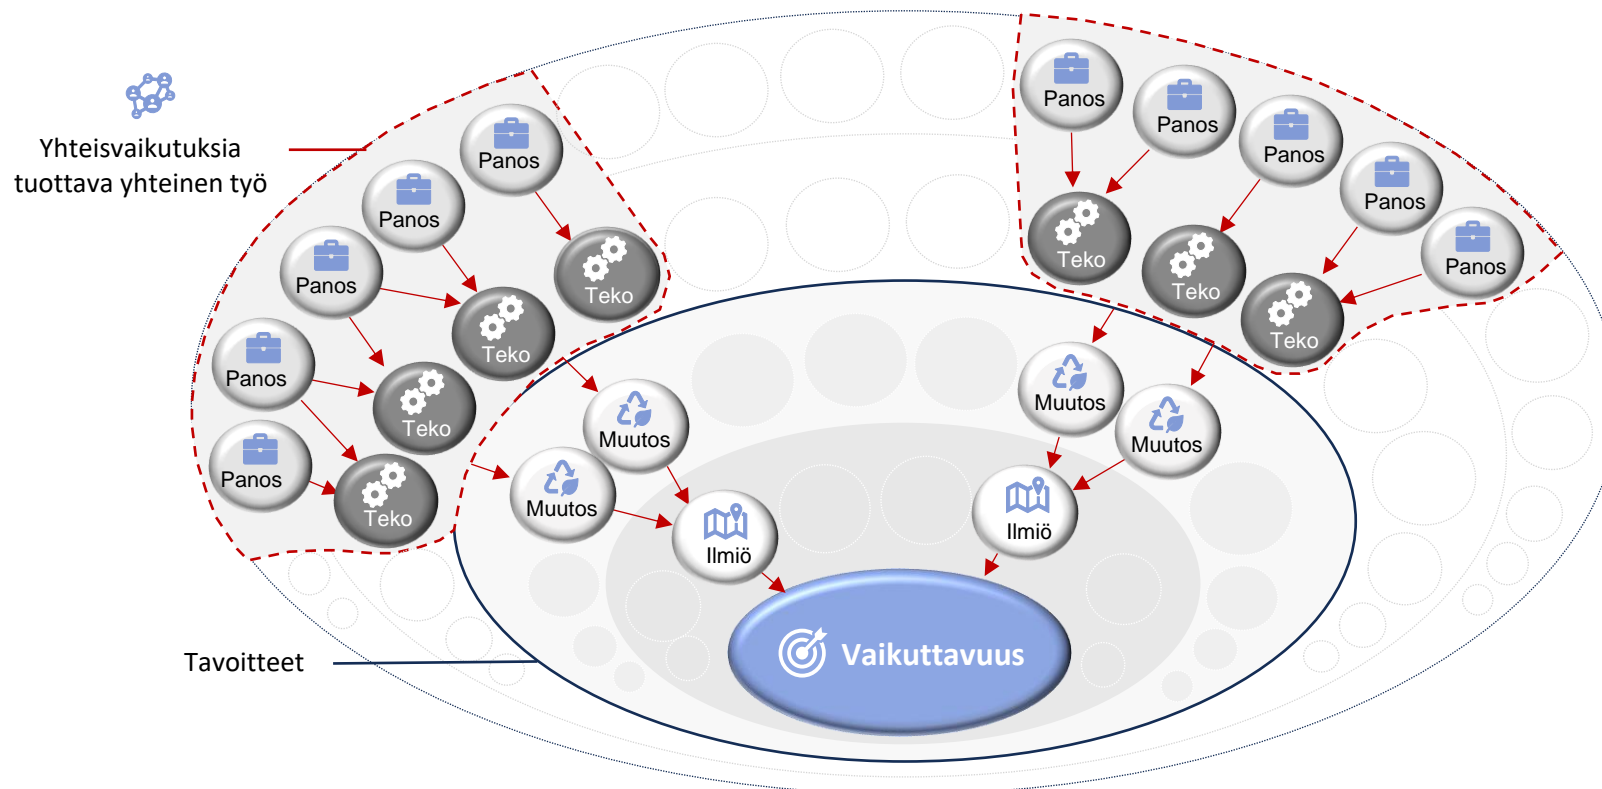 Yhteisvaikutuksia
tuottava yhteinen työ
Panos
Panos
Panos
Panos
Panos
Teko
Teko
Teko
Teko
Panos
Panos
Panos
Panos
Panos
Teko
Teko
Teko
Muutos
Muutos
Muutos
Muutos
Ilmiö
Ilmiö
Tavoitteet
Vaikuttavuus